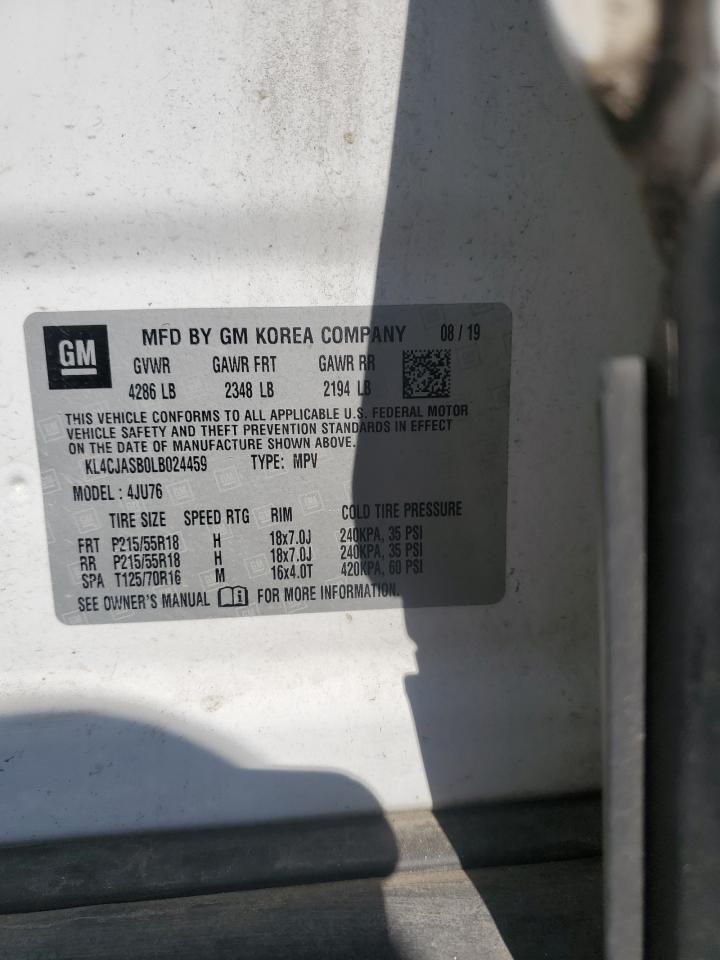 GM MFD BY GM KOREA COMPANY 08 / 19
GVWR GAWR FRT GAWR RR
4286 LB 2348 LB 2194 LB
THIS VEHICLE CONFORMS TO ALL APPLICABLE U.S. FEDERAL MOTOR
VEHICLE SAFETY AND THEFT PREVENTION STANDARDS IN EFFECT
ON THE DATE OF MANUFACTURE SHOWN ABOVE.
KL4CJASB0LB024459 TYPE: MPV
MODEL : 4JU76
TIRE SIZE SPEED RTG RIM COLD TIRE PRESSURE
FRT P215/55R18 H 18x7.0J 240KPA, 35 PSI
RR P215/55R18 H 18x7.0J 240KPA, 35 PSI
SPA T125/70R16 M 16x4.0T 420KPA, 60 PSI
SEE OWNER'S MANUAL FOR MORE INFORMATION.